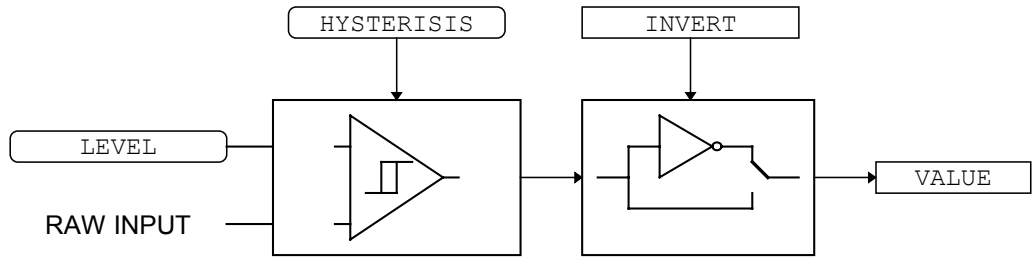 HYSTERISIS
INVERT
LEVEL
VALUE
RAW INPUT